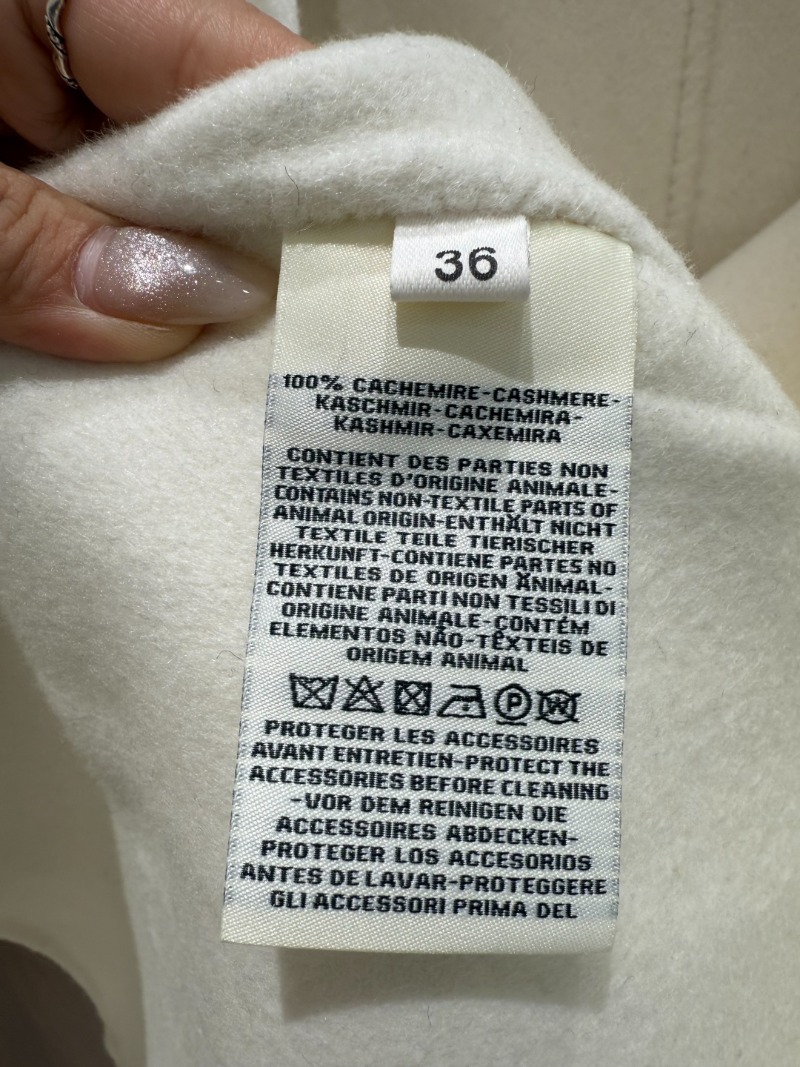 36
100% CACHEMIRE-CASHMERE-
KASCHMIR-CACHEMIRA-
KASHMIR-CAXEMIRA
CONTIENT DES PARTIES NON
TEXTILES D'ORIGINE ANIMALE-
CONTAINS NON-TEXTILE PARTS OF
ANIMAL ORIGIN-ENTHÄLT NICHT
TEXTILE TEILE TIERISCHER
HERKUNFT-CONTIENE PARTES NO
TEXTILES DE ORIGEN ANIMAL-
CONTIENE PARTI NON TESSILI DI
ORIGINE ANIMALE-CONTÉM
ELEMENTOS NÃO-TÊXTEIS DE
ORIGEM ANIMAL
P W
PROTEGER LES ACCESSOIRES
AVANT ENTRETIEN-PROTECT THE
ACCESSORIES BEFORE CLEANING
-VOR DEM REINIGEN DIE
ACCESSOIRES ABDECKEN-
PROTEGER LOS ACCESORIOS
ANTES DE LAVAR-PROTEGGERE
GLI ACCESSORI PRIMA DEL